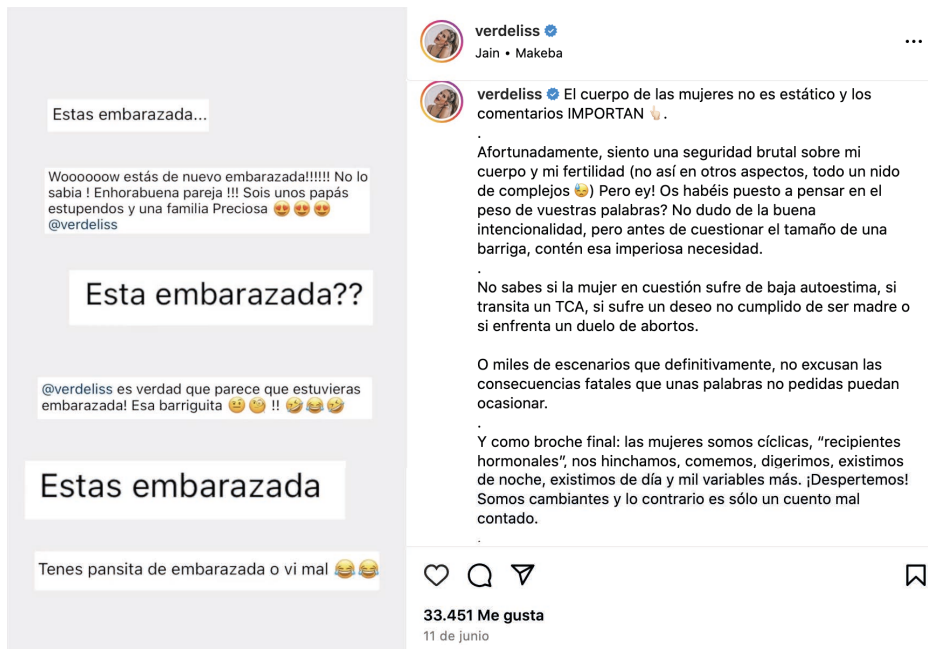 Estas embarazada...
Woooooow estás de nuevo embarazada!!!!!! No lo
sabia ! Enhorabuena pareja !!! Sois unos papás
estupendos y una familia Preciosa 😍 😍 😍
@verdeliss
Esta embarazada??
@verdeliss es verdad que parece que estuvieras
embarazada! Esa barriguita 🤨 🧐 !! 🤣😂🤣
Estas embarazada
Tenes pansita de embarazada o vi mal 😂😂
verdeliss
Jain • Makeba
verdeliss El cuerpo de las mujeres no es estático y los
comentarios IMPORTAN 👆🏻.
.
Afortunadamente, siento una seguridad brutal sobre mi
cuerpo y mi fertilidad (no así en otros aspectos, todo un nido
de complejos 😓) Pero ey! Os habéis puesto a pensar en el
peso de vuestras palabras? No dudo de la buena
intencionalidad, pero antes de cuestionar el tamaño de una
barriga, contén esa imperiosa necesidad.
.
No sabes si la mujer en cuestión sufre de baja autoestima, si
transita un TCA, si sufre un deseo no cumplido de ser madre o
si enfrenta un duelo de abortos.
O miles de escenarios que definitivamente, no excusan las
consecuencias fatales que unas palabras no pedidas puedan
ocasionar.
.
Y como broche final: las mujeres somos cíclicas, “recipientes
hormonales”, nos hinchamos, comemos, digerimos, existimos
de noche, existimos de día y mil variables más. ¡Despertemos!
Somos cambiantes y lo contrario es sólo un cuento mal
contado.
.
33.451 Me gusta
11 de junio